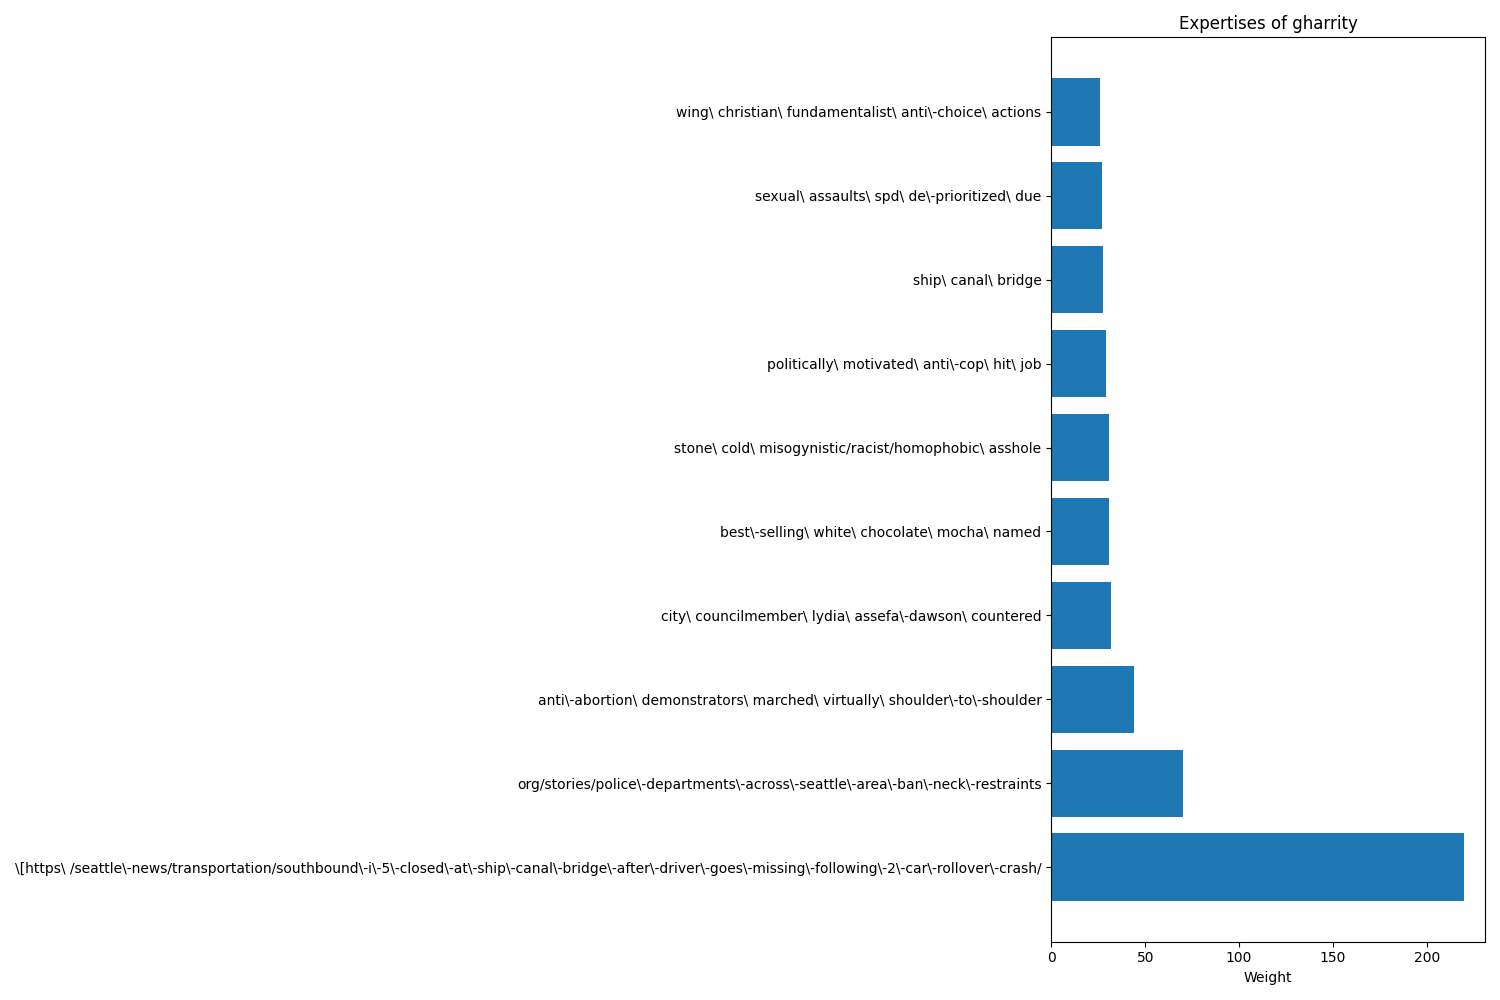 Expertises of gharrity
wing\ christian\ fundamentalist\ anti\-choice\ actions
sexual\ assaults\ spd\ de\-prioritized\ due
ship\ canal\ bridge
politically\ motivated\ anti\-cop\ hit\ job
stone\ cold\ misogynistic/racist/homophobic\ asshole
best\-selling\ white\ chocolate\ mocha\ named
city\ councilmember\ lydia\ assefa\-dawson\ countered
anti\-abortion\ demonstrators\ marched\ virtually\ shoulder\-to\-shoulder
org/stories/police\-departments\-across\-seattle\-area\-ban\-neck\-restraints
\[https\ /seattle\-news/transportation/southbound\-i\-5\-closed\-at\-ship\-canal\-bridge\-after\-driver\-goes\-missing\-following\-2\-car\-rollover\-crash/
0 50 100 150 200
Weight